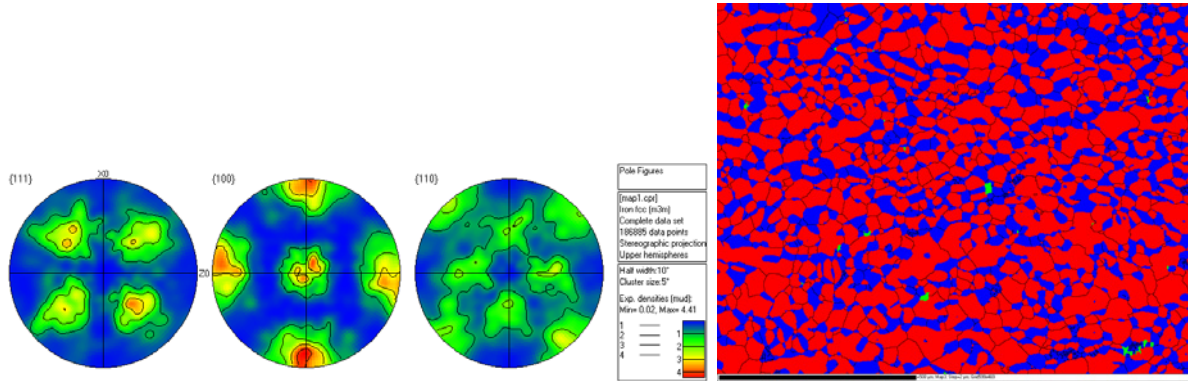 {111}
X0
{100}
{110}
Z0
Pole Figures
[map1.cpr]
Iron fcc (m3m)
Complete data set
186885 data points
Stereographic projection
Upper hemispheres
Half width:10°
Cluster size:5°
Exp. densities (mud):
Min= 0.02, Max= 4.41
1
2
3
4
1
2
3
4